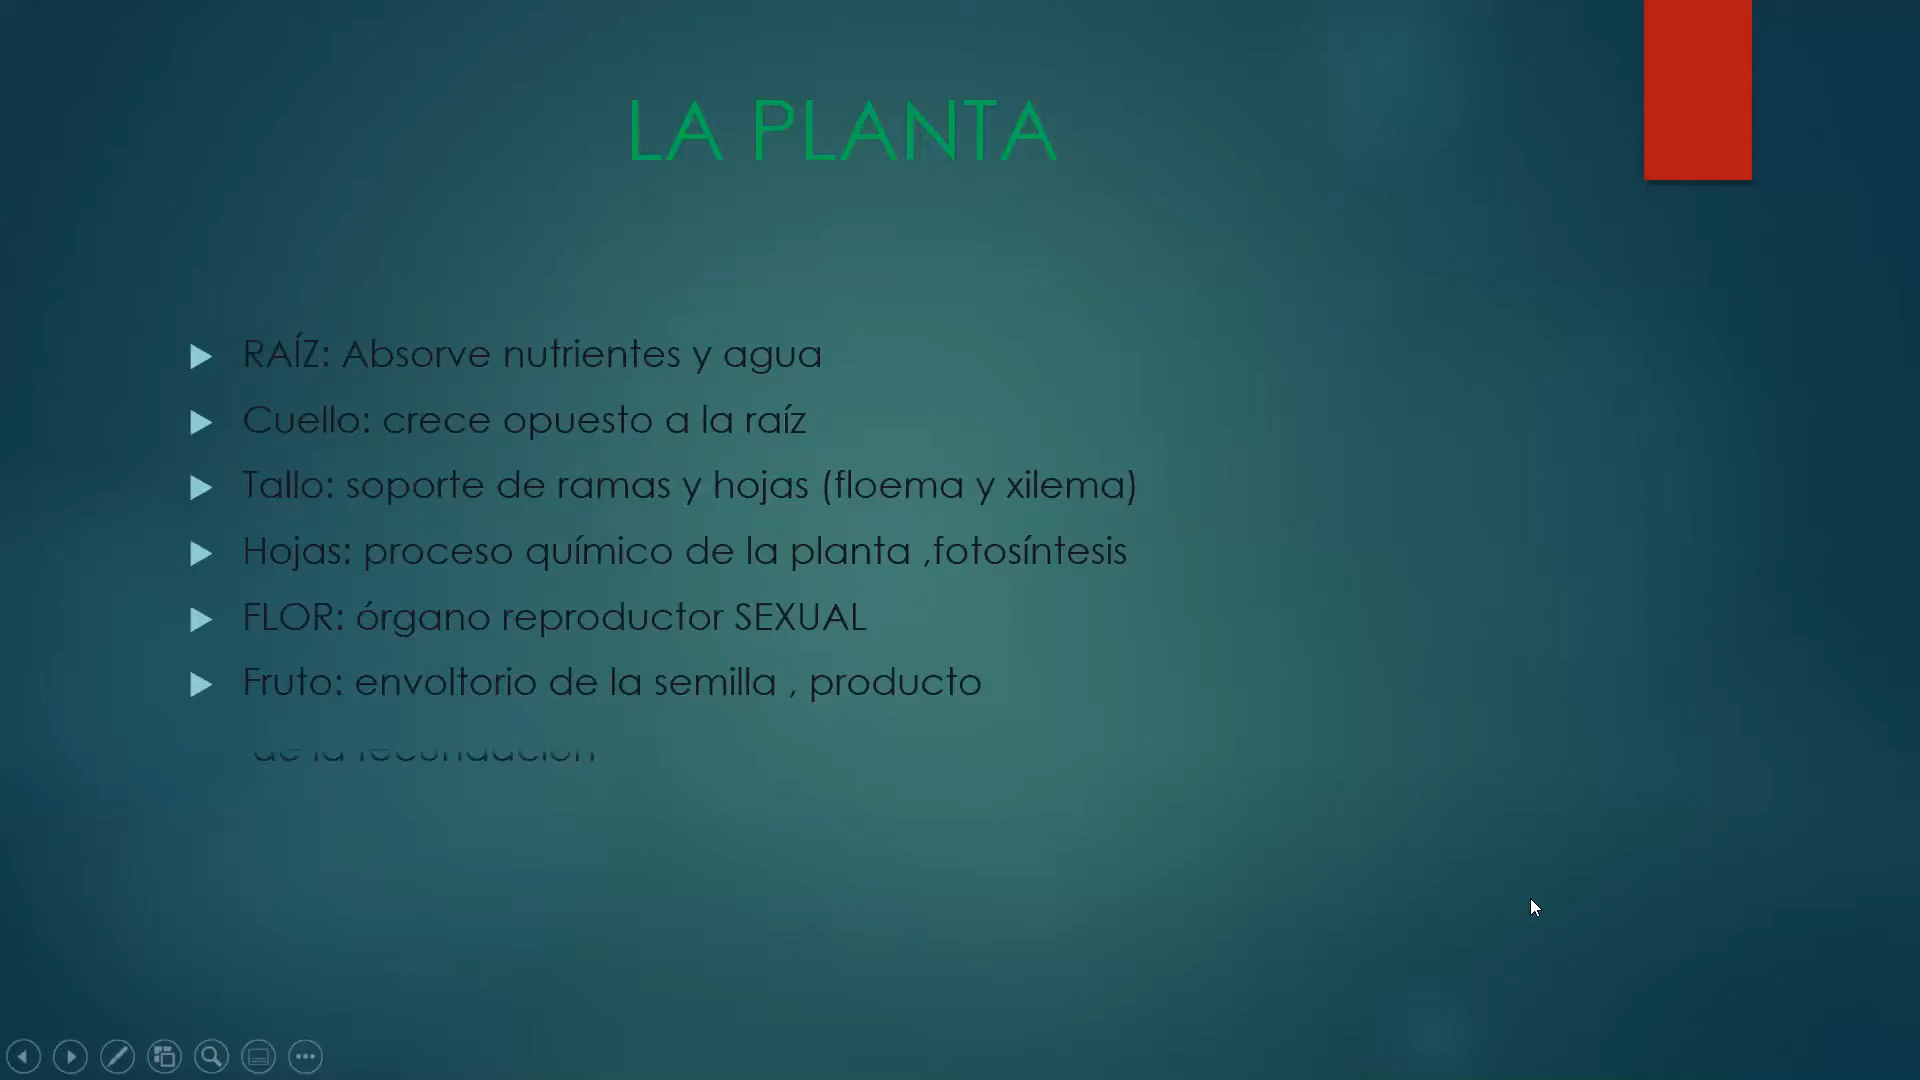 LA PLANTA
RAÍZ: Absorve nutrientes y agua
Cuello: crece opuesto a la raíz
Tallo: soporte de ramas y hojas (floema y xilema)
Hojas: proceso químico de la planta ,fotosíntesis
FLOR: órgano reproductor SEXUAL
Fruto: envoltorio de la semilla , producto
de la fecundación